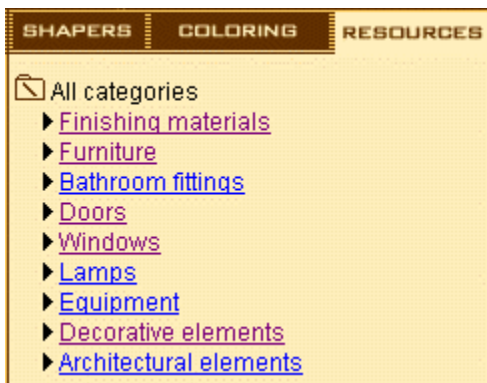 SHAPERS COLORING RESOURCES
All categories
Finishing materials
Furniture
Bathroom fittings
Doors
Windows
Lamps
Equipment
Decorative elements
Architectural elements